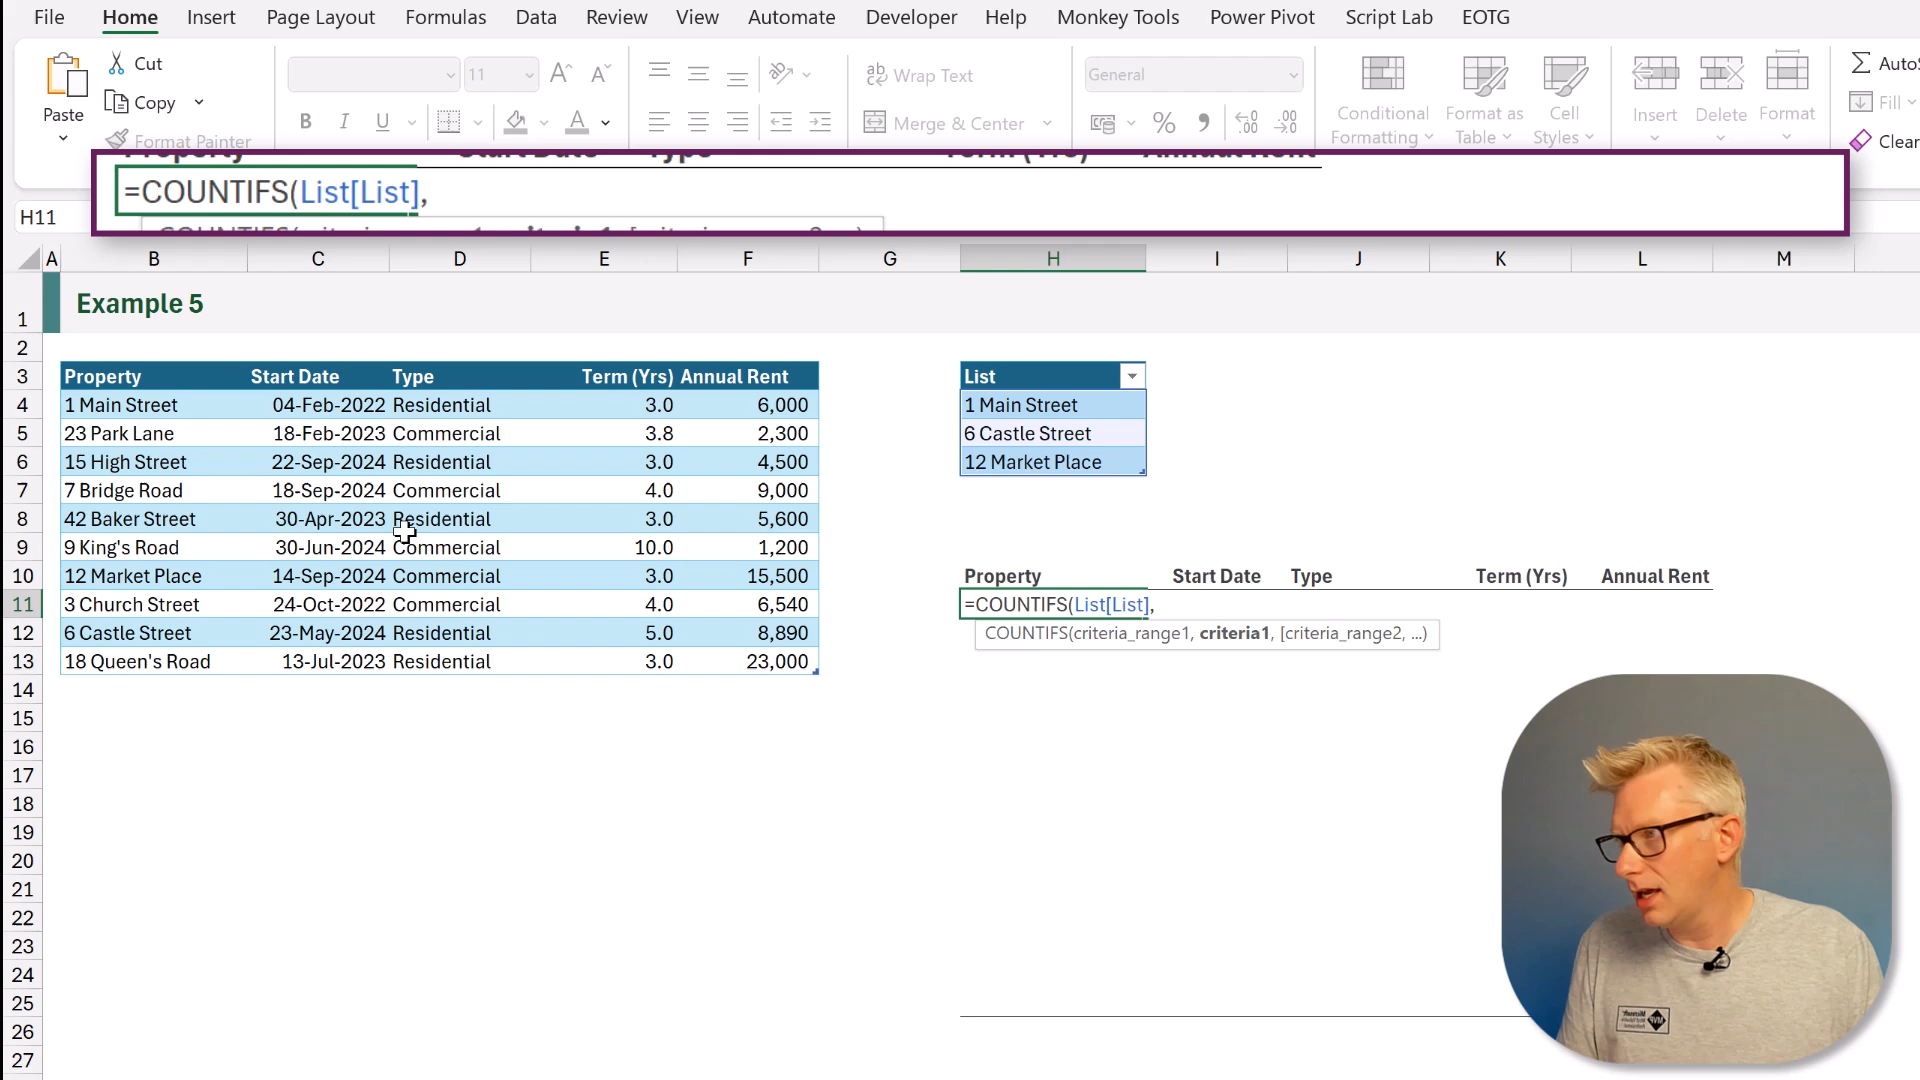 File Home Insert Page Layout Formulas Data Review View Automate Developer Help Monkey Tools Power Pivot Script Lab EOTG
Paste
Cut
Copy
Format Painter
11
ab Wrap Text
Merge & Center
General
Conditional Formatting
Format as Table
Cell Styles
Insert
Delete
Format
Fill
Clear
Property Start Date Type Term (Yrs) Annual Rent
=COUNTIFS(List[List],
H11
A B C D E F G H I J K L M
1 Example 5
2
3 Property Start Date Type Term (Yrs) Annual Rent List
4 1 Main Street 04-Feb-2022 Residential 3.0 6,000 1 Main Street
5 23 Park Lane 18-Feb-2023 Commercial 3.8 2,300 6 Castle Street
6 15 High Street 22-Sep-2024 Residential 3.0 4,500 12 Market Place
7 7 Bridge Road 18-Sep-2024 Commercial 4.0 9,000
8 42 Baker Street 30-Apr-2023 Residential 3.0 5,600
9 9 King's Road 30-Jun-2024 Commercial 10.0 1,200
10 12 Market Place 14-Sep-2024 Commercial 3.0 15,500 Property Start Date Type Term (Yrs) Annual Rent
11 3 Church Street 24-Oct-2022 Commercial 4.0 6,540 =COUNTIFS(List[List],
12 6 Castle Street 23-May-2024 Residential 5.0 8,890 COUNTIFS(criteria_range1, criteria1, [criteria_range2, ...)
13 18 Queen's Road 13-Jul-2023 Residential 3.0 23,000
14
15
16
17
18
19
20
21
22
23
24
25
26
27